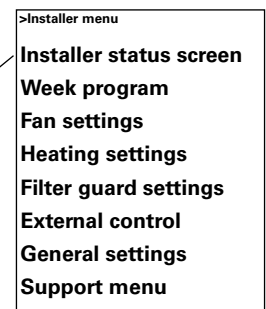 >Installer menu
Installer status screen
Week program
Fan settings
Heating settings
Filter guard settings
External control
General settings
Support menu